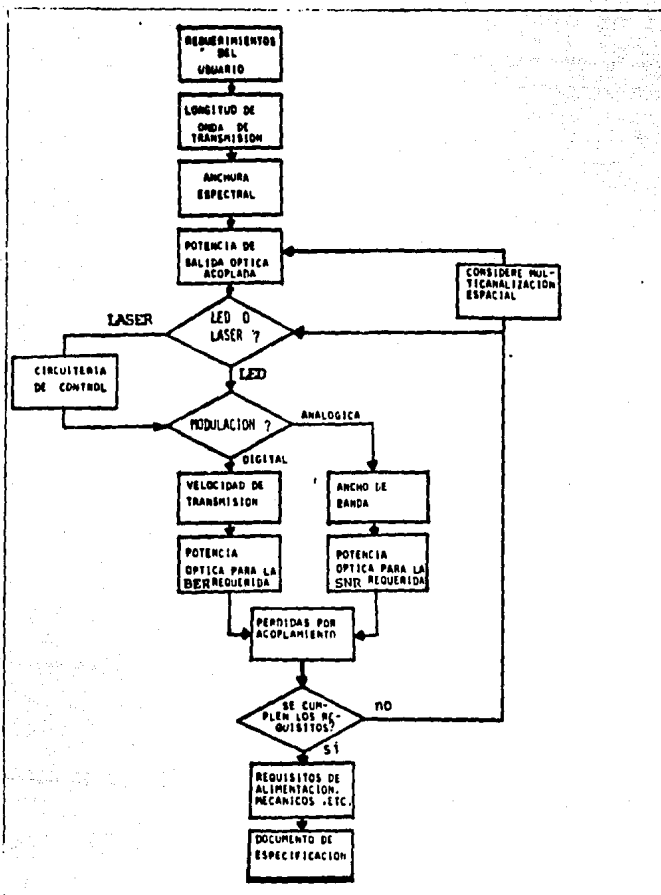 REQUERIMIENTOS
DEL
USUARIO
LONGITUD DE
ONDA DE
TRANSMISION
ANCHURA
ESPECTRAL
POTENCIA DE
SALIDA OPTICA
ACOPLADA
CONSIDERE MUL-
TICANALIZACION
ESPACIAL
LASER
LED O
LASER ?
CIRCUITERIA
DE CONTROL
LED
MODULACION ?
ANALOGICA
DIGITAL
VELOCIDAD DE
TRANSMISION
ANCHO DE
BANDA
POTENCIA
OPTICA PARA LA
BER REQUERIDA
POTENCIA
OPTICA PARA LA
SNR REQUERIDA
PERDIDAS POR
ACOPLAMIENTO
SE CUM-
PLEN LOS RE-
QUISITOS?
no
si
REQUISITOS DE
ALIMENTACION,
MECANICOS ,ETC.
DOCUMENTO DE
ESPECIFICACION